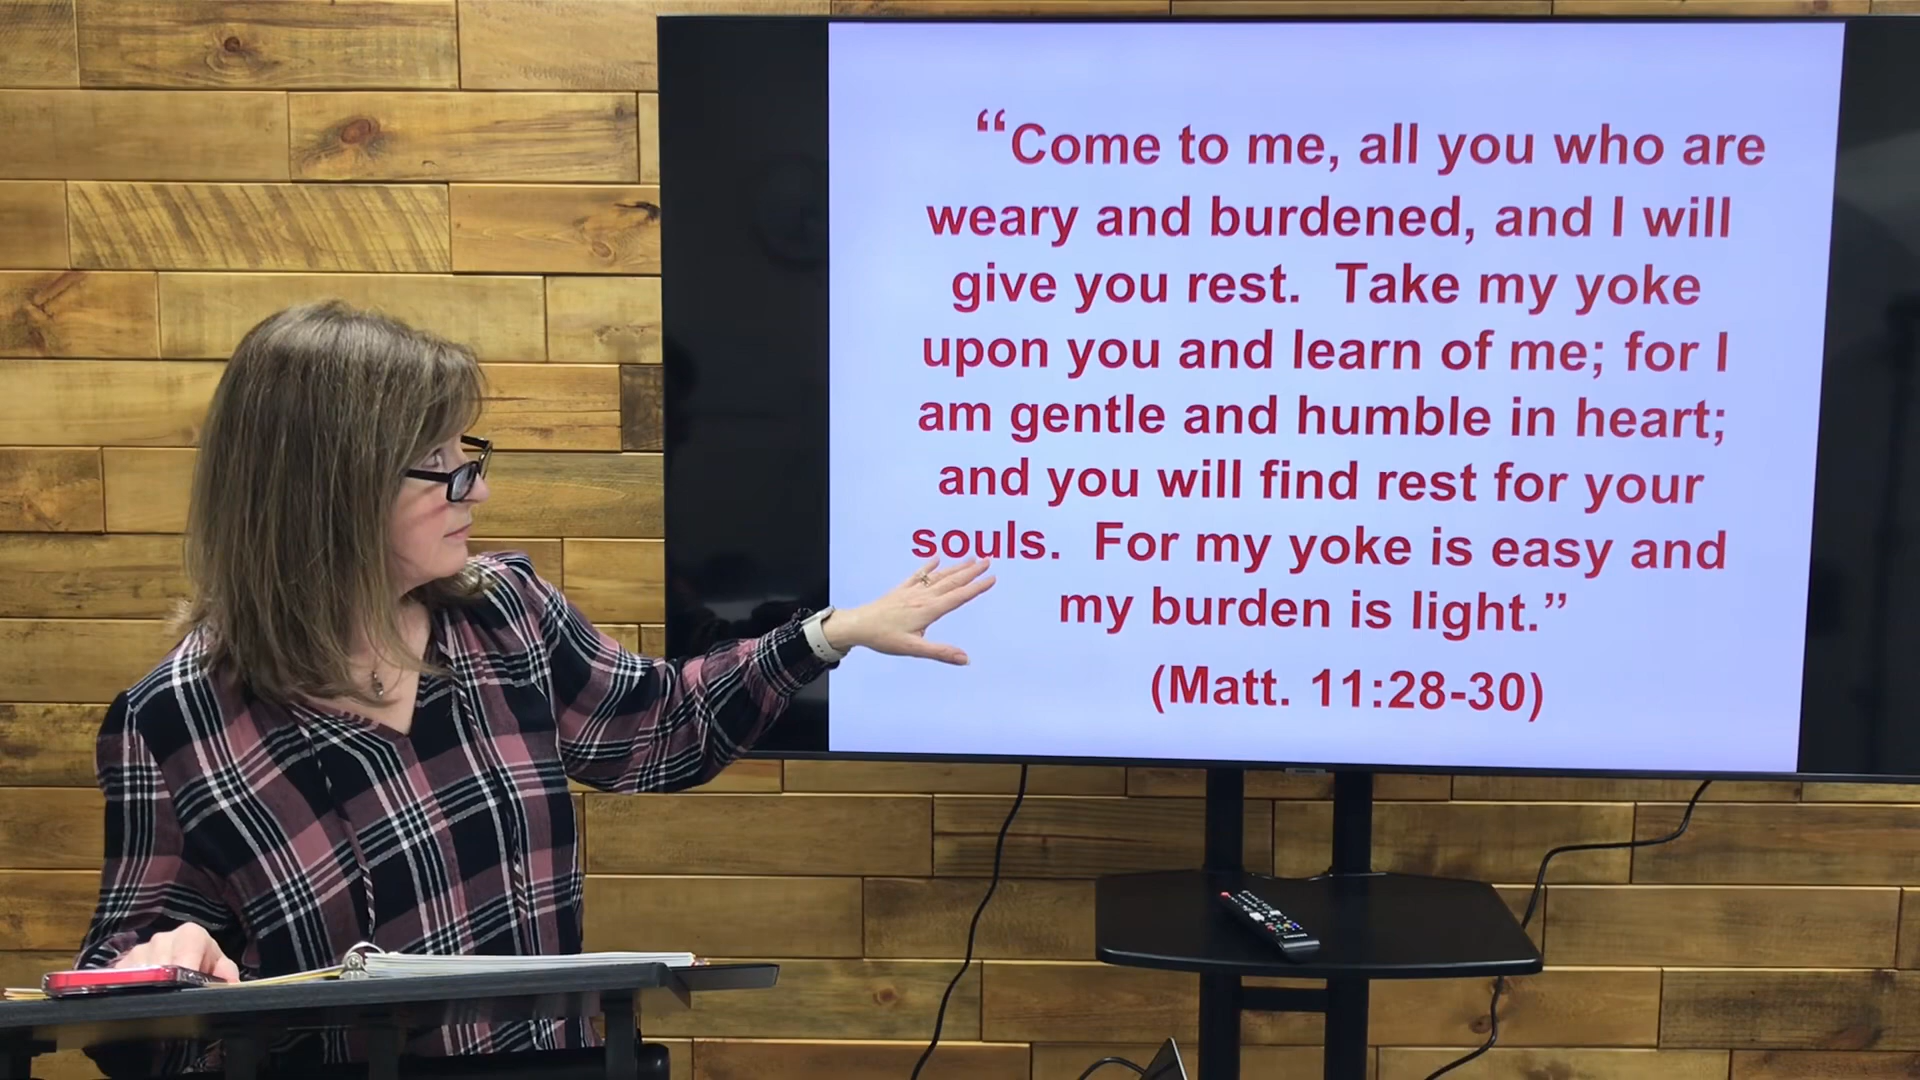 “Come to me, all you who are
weary and burdened, and I will
give you rest. Take my yoke
upon you and learn of me; for I
am gentle and humble in heart;
and you will find rest for your
souls. For my yoke is easy and
my burden is light.”
(Matt. 11:28-30)